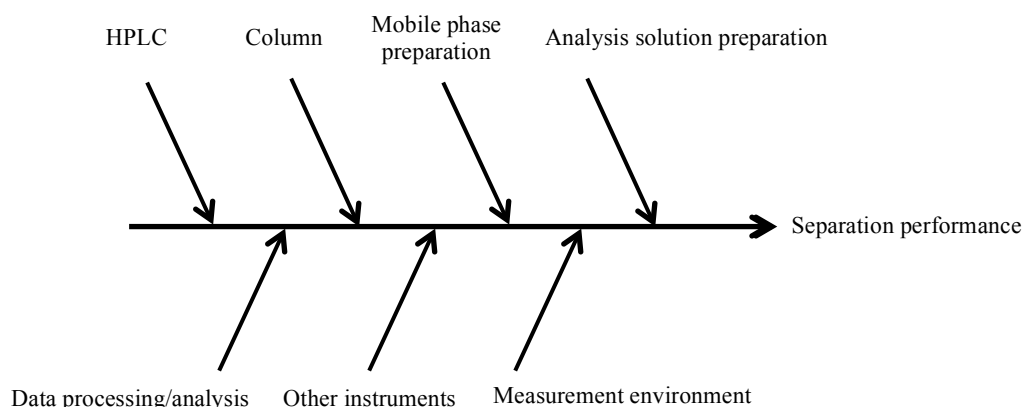 HPLC
Column
Mobile phase
preparation
Analysis solution preparation
Separation performance
Data processing/analysis
Other instruments
Measurement environment